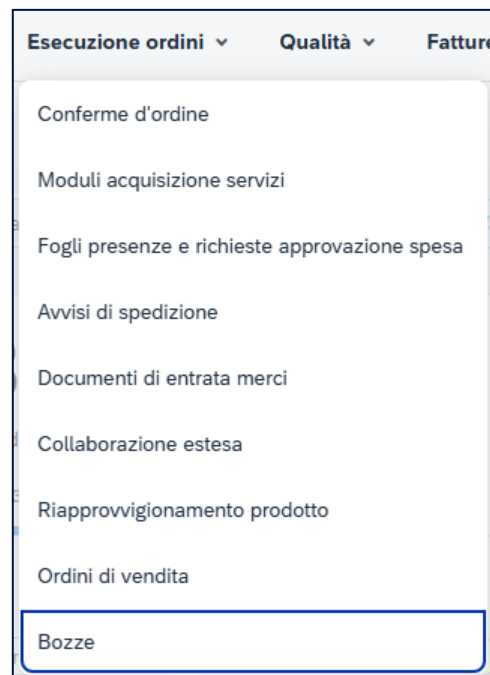 Esecuzione ordini Qualità Fatture
Conferme d'ordine
Moduli acquisizione servizi
Fogli presenze e richieste approvazione spesa
Avvisi di spedizione
Documenti di entrata merci
Collaborazione estesa
Riapprovvigionamento prodotto
Ordini di vendita
Bozze